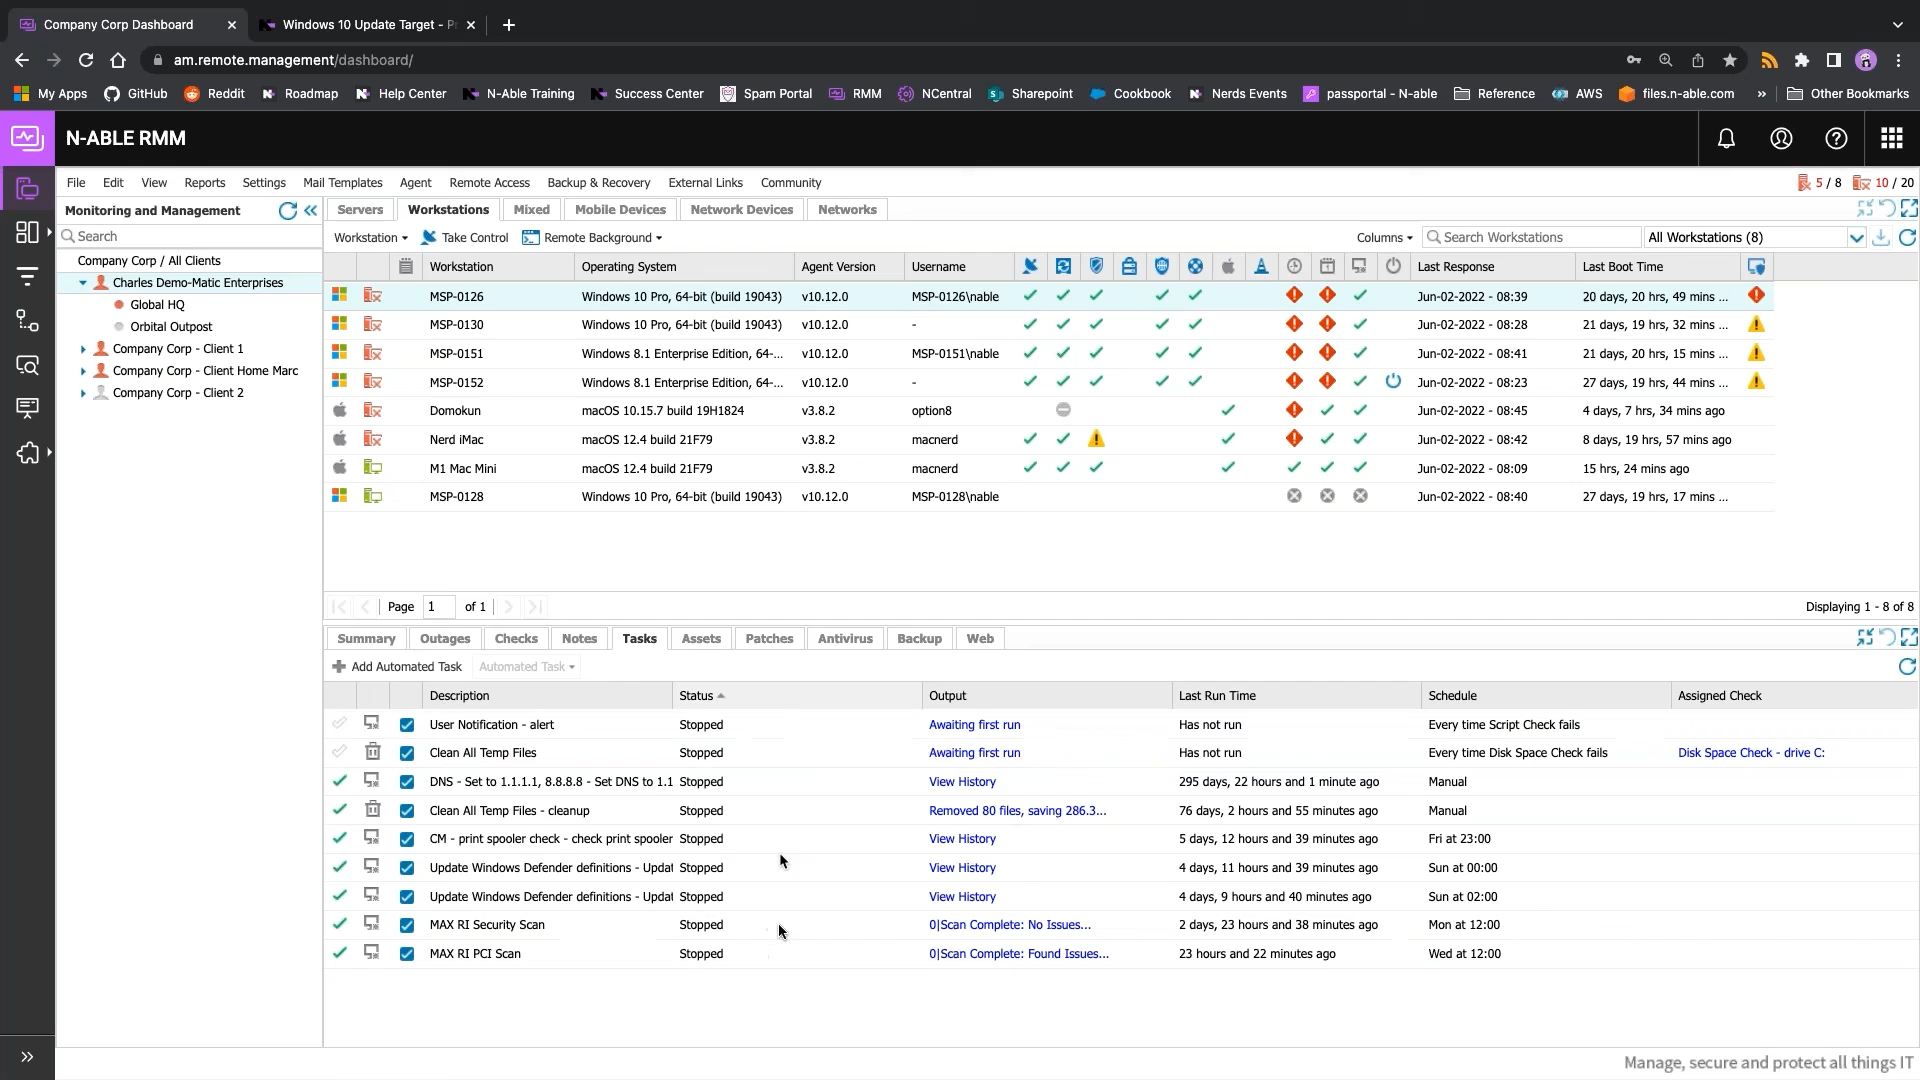 Company Corp Dashboard
Windows 10 Update Target - P
am.remote.management/dashboard/
My Apps GitHub Reddit Roadmap Help Center N-Able Training Success Center Spam Portal RMM NCentral Sharepoint Cookbook Nerds Events passportal - N-able Reference AWS files.n-able.com » Other Bookmarks
N-ABLE RMM
File Edit View Reports Settings Mail Templates Agent Remote Access Backup & Recovery External Links Community 5 / 8 10 / 20
Monitoring and Management
Search
Company Corp / All Clients
Charles Demo-Matic Enterprises
Global HQ
Orbital Outpost
Company Corp - Client 1
Company Corp - Client Home Marc
Company Corp - Client 2
Servers Workstations Mixed Mobile Devices Network Devices Networks
Workstation Take Control Remote Background Columns Search Workstations All Workstations (8)
Workstation Operating System Agent Version Username Last Response Last Boot Time
MSP-0126 Windows 10 Pro, 64-bit (build 19043) v10.12.0 MSP-0126\nable Jun-02-2022 - 08:39 20 days, 20 hrs, 49 mins ...
MSP-0130 Windows 10 Pro, 64-bit (build 19043) v10.12.0 - Jun-02-2022 - 08:28 21 days, 19 hrs, 32 mins ...
MSP-0151 Windows 8.1 Enterprise Edition, 64-... v10.12.0 MSP-0151\nable Jun-02-2022 - 08:41 21 days, 20 hrs, 15 mins ...
MSP-0152 Windows 8.1 Enterprise Edition, 64-... v10.12.0 - Jun-02-2022 - 08:23 27 days, 19 hrs, 44 mins ...
Domokun macOS 10.15.7 build 19H1824 v3.8.2 option8 Jun-02-2022 - 08:45 4 days, 7 hrs, 34 mins ago
Nerd iMac macOS 12.4 build 21F79 v3.8.2 macnerd Jun-02-2022 - 08:42 8 days, 19 hrs, 57 mins ago
M1 Mac Mini macOS 12.4 build 21F79 v3.8.2 macnerd Jun-02-2022 - 08:09 15 hrs, 24 mins ago
MSP-0128 Windows 10 Pro, 64-bit (build 19043) v10.12.0 MSP-0128\nable Jun-02-2022 - 08:40 27 days, 19 hrs, 17 mins ...
Page 1 of 1 Displaying 1 - 8 of 8
Summary Outages Checks Notes Tasks Assets Patches Antivirus Backup Web
Add Automated Task Automated Task
Description Status Output Last Run Time Schedule Assigned Check
User Notification - alert Stopped Awaiting first run Has not run Every time Script Check fails
Clean All Temp Files Stopped Awaiting first run Has not run Every time Disk Space Check fails Disk Space Check - drive C:
DNS - Set to 1.1.1.1, 8.8.8.8 - Set DNS to 1.1 Stopped View History 295 days, 22 hours and 1 minute ago Manual
Clean All Temp Files - cleanup Stopped Removed 80 files, saving 286.3... 76 days, 2 hours and 55 minutes ago Manual
CM - print spooler check - check print spooler Stopped View History 5 days, 12 hours and 39 minutes ago Fri at 23:00
Update Windows Defender definitions - Updat Stopped View History 4 days, 11 hours and 39 minutes ago Sun at 00:00
Update Windows Defender definitions - Updat Stopped View History 4 days, 9 hours and 40 minutes ago Sun at 02:00
MAX RI Security Scan Stopped 0|Scan Complete: No Issues... 2 days, 23 hours and 38 minutes ago Mon at 12:00
MAX RI PCI Scan Stopped 0|Scan Complete: Found Issues... 23 hours and 22 minutes ago Wed at 12:00
Manage, secure and protect all things IT